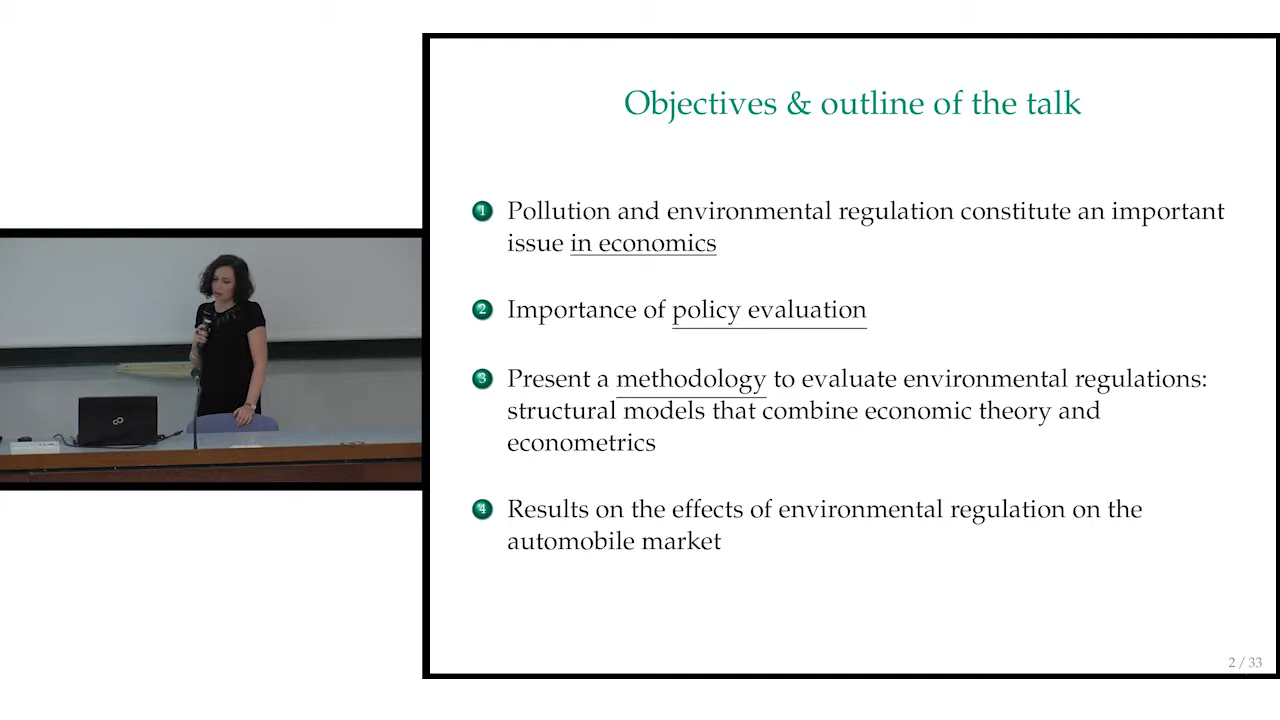 Objectives & outline of the talk
1 Pollution and environmental regulation constitute an important
issue in economics
2 Importance of policy evaluation
3 Present a methodology to evaluate environmental regulations:
structural models that combine economic theory and
econometrics
4 Results on the effects of environmental regulation on the
automobile market
2 / 33